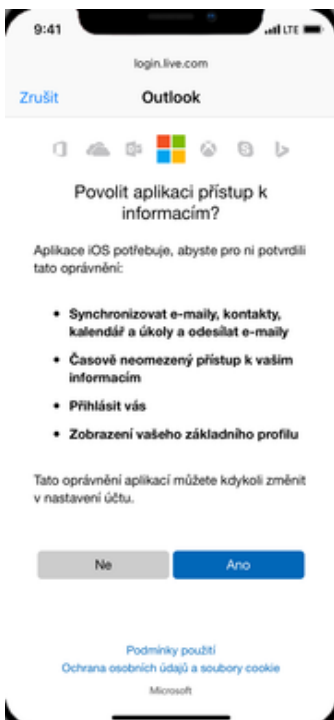 9:41
LTE
login.live.com
Zrušit
Outlook
Povolit aplikaci přístup k
informacím?
Aplikace iOS potřebuje, abyste pro ni potvrdili
tato oprávnění:
• Synchronizovat e-maily, kontakty,
kalendář a úkoly a odesílat e-maily
• Časově neomezený přístup k vašim
informacím
• Přihlásit vás
• Zobrazení vašeho základního profilu
Tato oprávnění aplikací můžete kdykoli změnit
v nastavení účtu.
Ne
Ano
Podmínky použití
Ochrana osobních údajů a soubory cookie
Microsoft